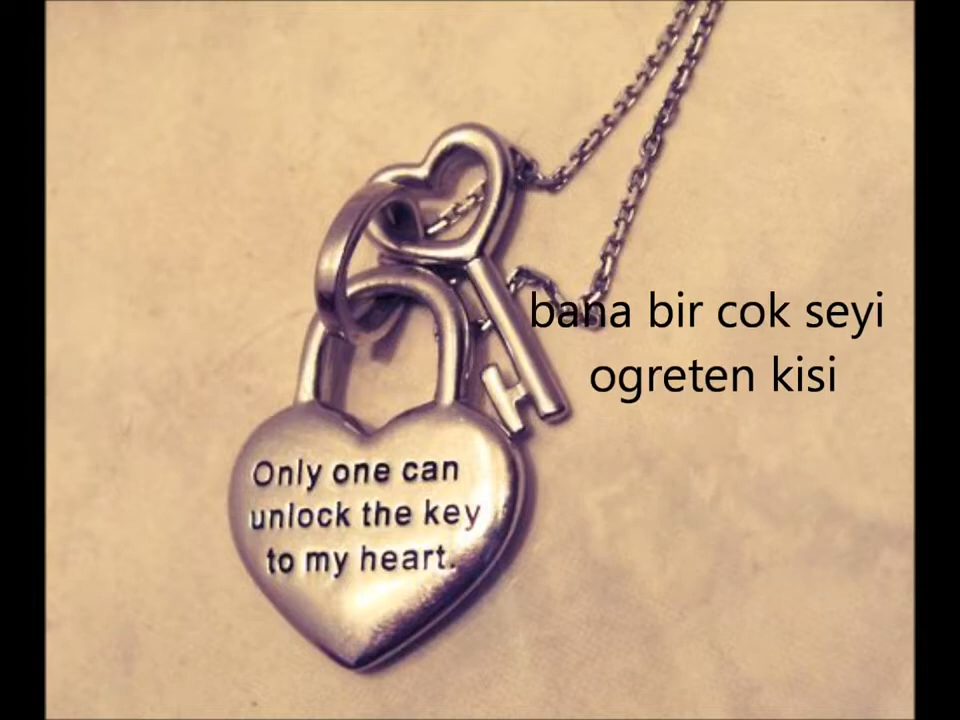 bana bir cok seyi
ogreten kisi
Only one can
unlock the key
to my heart.